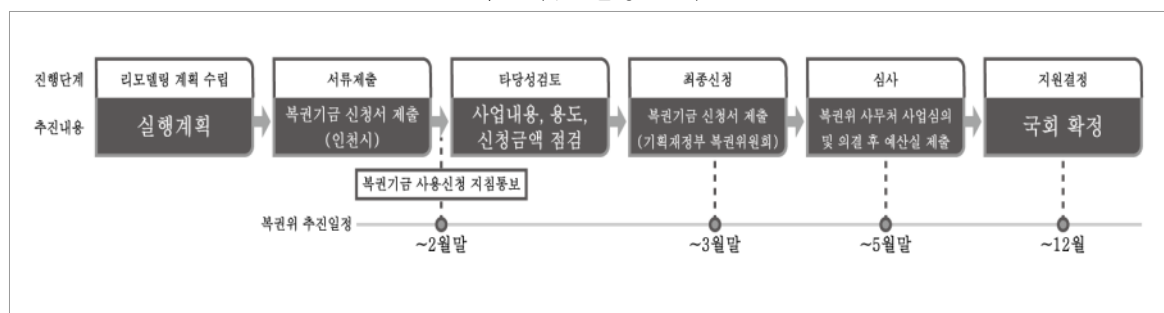 진행단계
리모델링 계획 수립
서류제출
타당성검토
최종신청
심사
지원결정
추진내용
실행계획
복권기금 신청서 제출
(인천시)
사업내용, 용도,
신청금액 점검
복권기금 신청서 제출
(기획재정부 복권위원회)
복권위 사무처 사업심의
및 의결 후 예산실 제출
국회 확정
복권기금 사용신청 지침통보
복권위 추진일정
~2월말
~3월말
~5월말
~12월